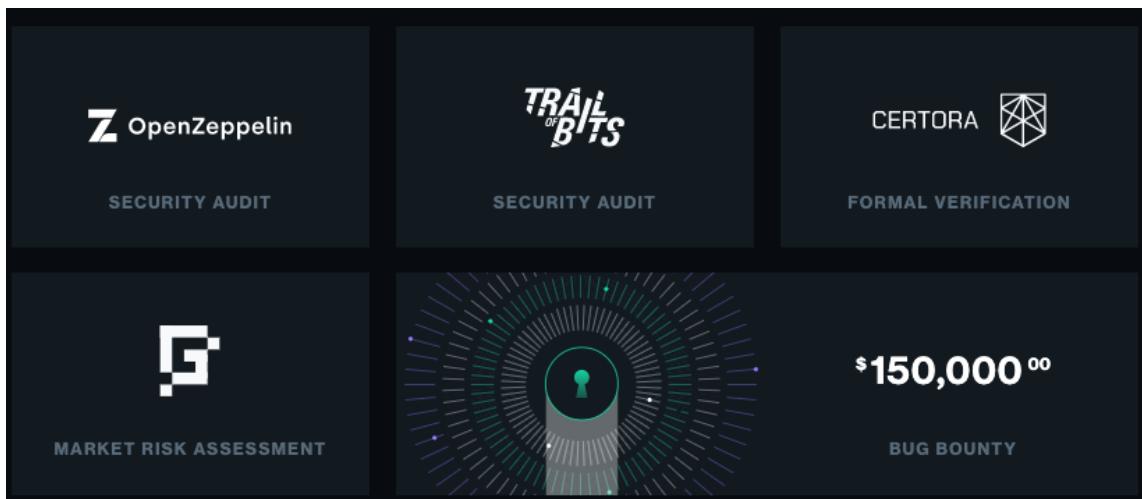 OpenZeppelin
SECURITY AUDIT
TRAIL
OF
BITS
SECURITY AUDIT
CERTORA
FORMAL VERIFICATION
G
MARKET RISK ASSESSMENT
$150,000 00
BUG BOUNTY